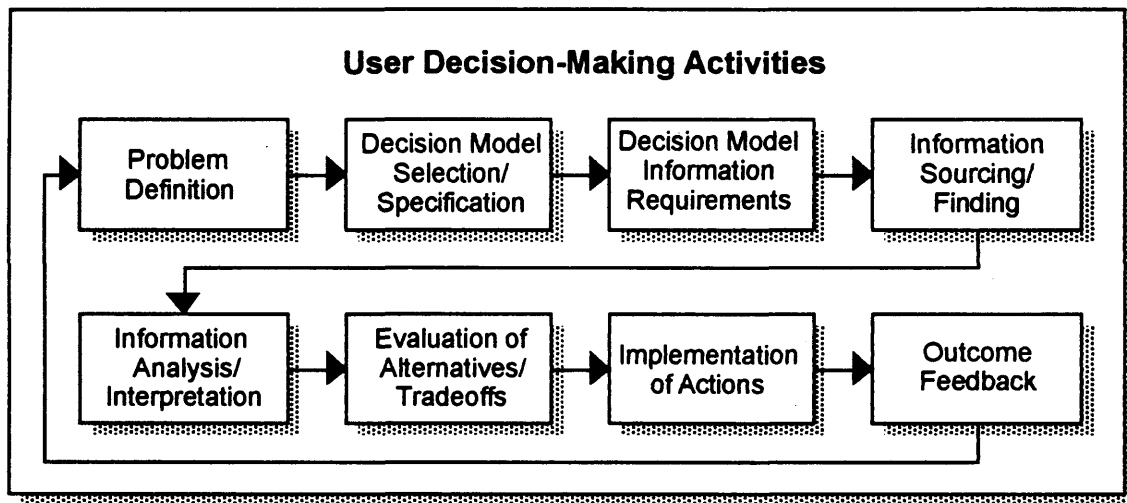 User Decision-Making Activities
Problem
Definition
Decision Model
Selection/
Specification
Decision Model
Information
Requirements
Information
Sourcing/
Finding
Information
Analysis/
Interpretation
Evaluation of
Alternatives/
Tradeoffs
Implementation
of Actions
Outcome
Feedback